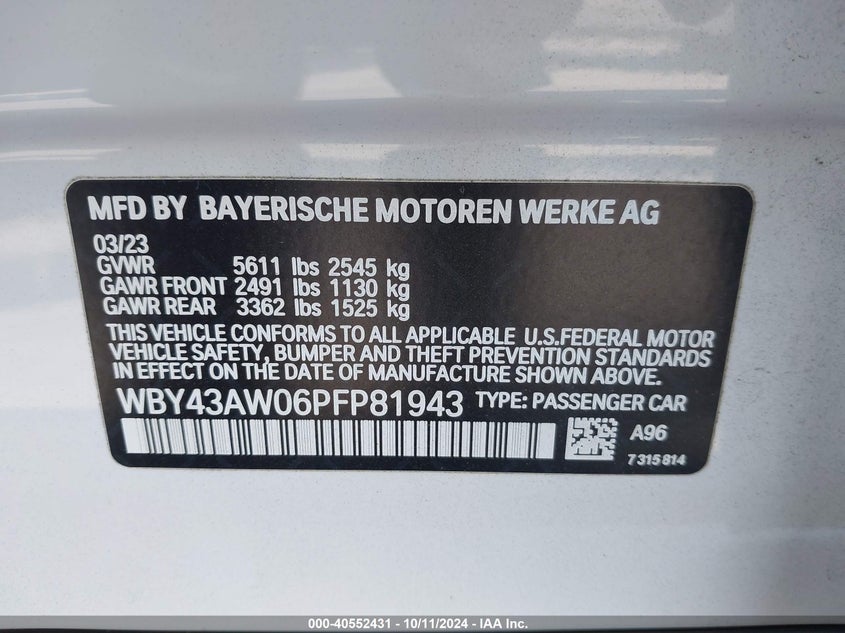 MFD BY BAYERISCHE MOTOREN WERKE AG
03/23
GVWR 5611 lbs 2545 kg
GAWR FRONT 2491 lbs 1130 kg
GAWR REAR 3362 lbs 1525 kg
THIS VEHICLE CONFORMS TO ALL APPLICABLE U.S.FEDERAL MOTOR
VEHICLE SAFETY, BUMPER AND THEFT PREVENTION STANDARDS
IN EFFECT ON THE DATE OF MANUFACTURE SHOWN ABOVE.
WBY43AW06PFP81943 TYPE: PASSENGER CAR
A96
7315814
000-40552431 - 10/11/2024 - IAA Inc.